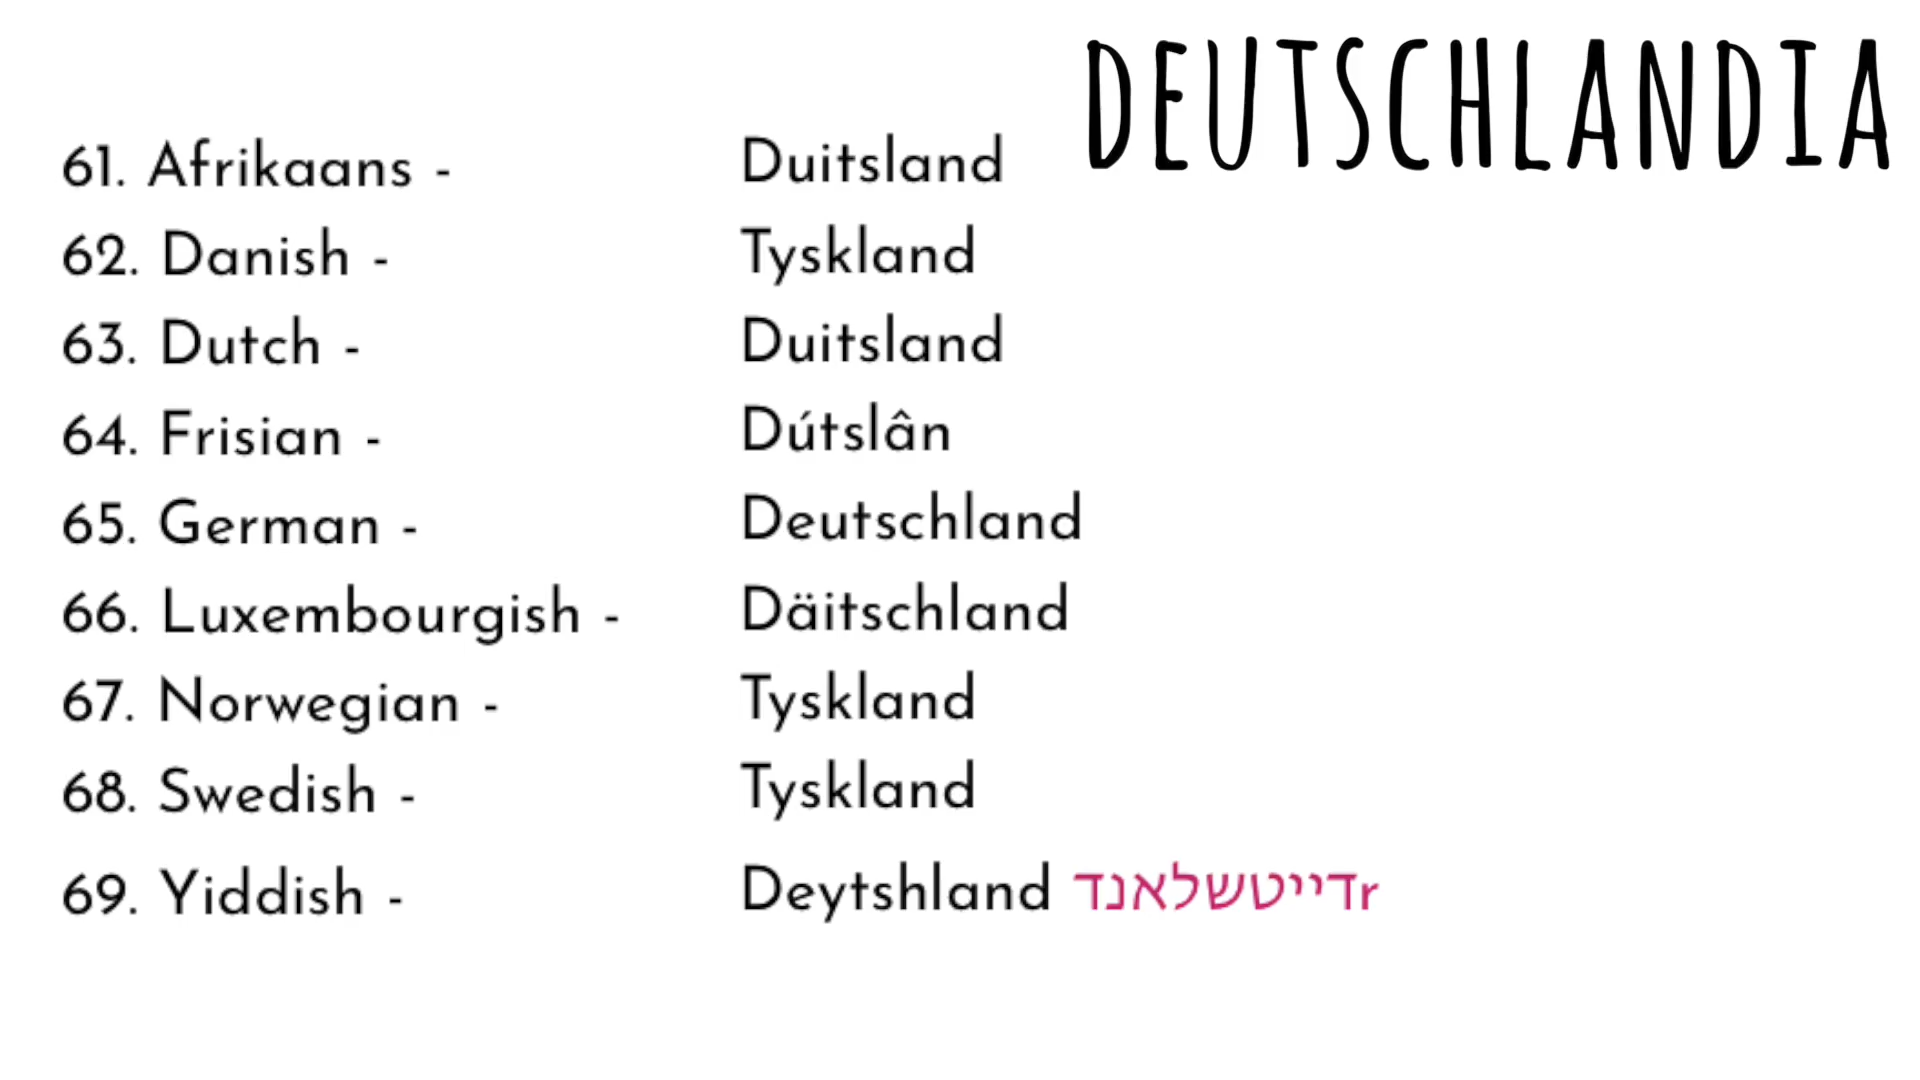 DEUTSCHLANDIA
61. Afrikaans - Duitsland
62. Danish - Tyskland
63. Dutch - Duitsland
64. Frisian - Dútslân
65. German - Deutschland
66. Luxembourgish - Däitschland
67. Norwegian - Tyskland
68. Swedish - Tyskland
69. Yiddish - Deytshland דייטשלאנדr